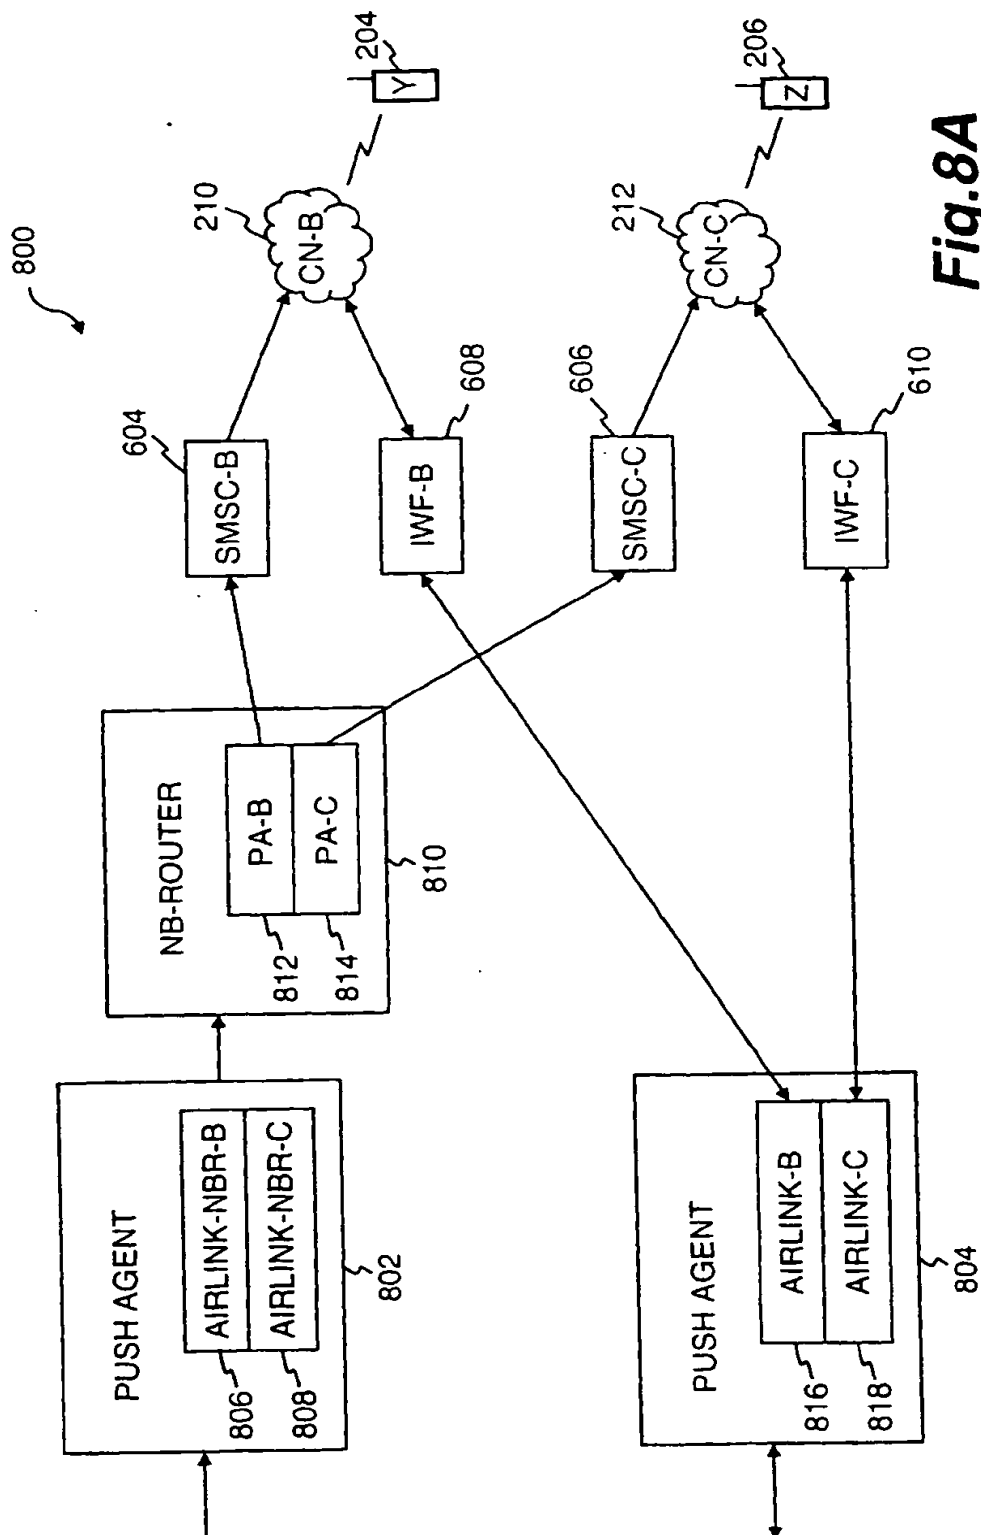 800
PUSH AGENT
AIRLINK-NBR-B
AIRLINK-NBR-C
806
808
802
NB-ROUTER
PA-B
PA-C
812
814
810
604
SMSC-B
210
CN-B
204
Y
IWF-B
608
606
SMSC-C
212
CN-C
206
Z
PUSH AGENT
AIRLINK-B
AIRLINK-C
816
818
804
IWF-C
610
Fig.8A